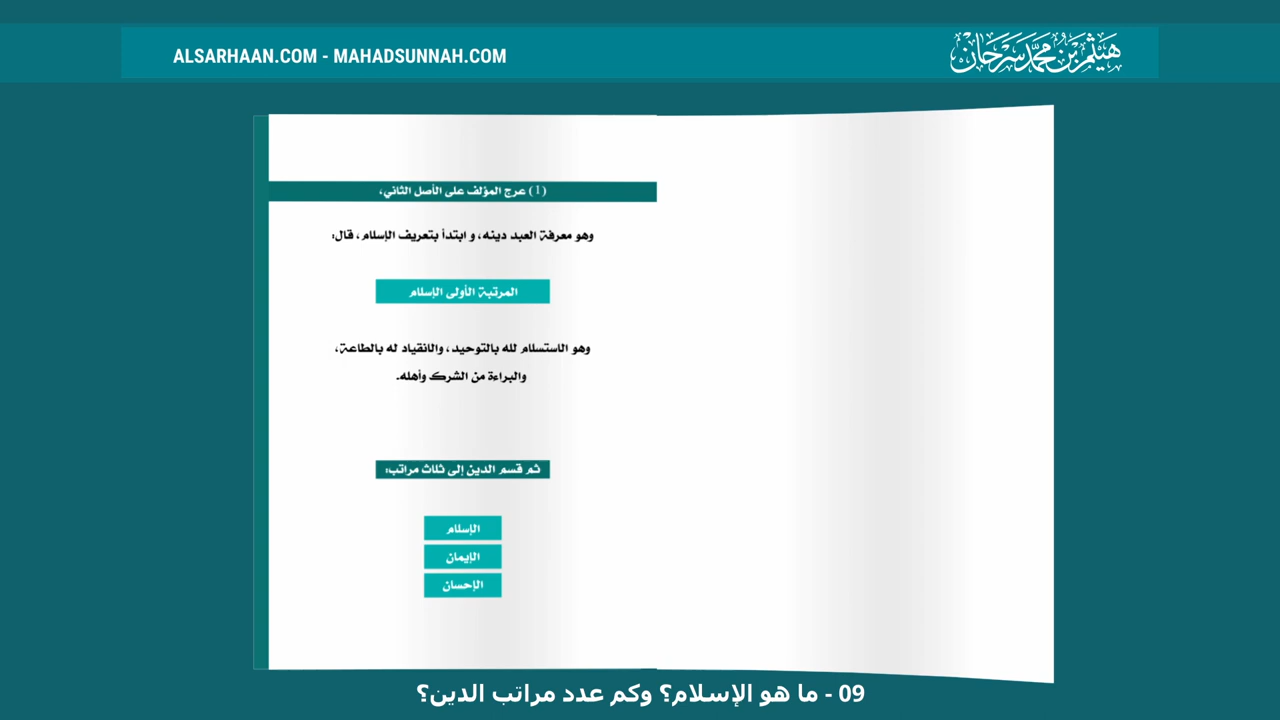 ALSARHAAN.COM - MAHADSUNNAH.COM
هيثم بن محمد سرحان
(1) عرج المؤلف على الأصل الثاني،
وهو معرفة العبد دينه، و ابتدأ بتعريف الإسلام، قال:
المرتبة الأولى الإسلام
وهو الاستسلام لله بالتوحيد، والانقياد له بالطاعة،
والبراءة من الشرك وأهله.
ثم قسم الدين إلى ثلاث مراتب:
الإسلام
الإيمان
الإحسان
09 - ما هو الإسلام؟ وكم عدد مراتب الدين؟